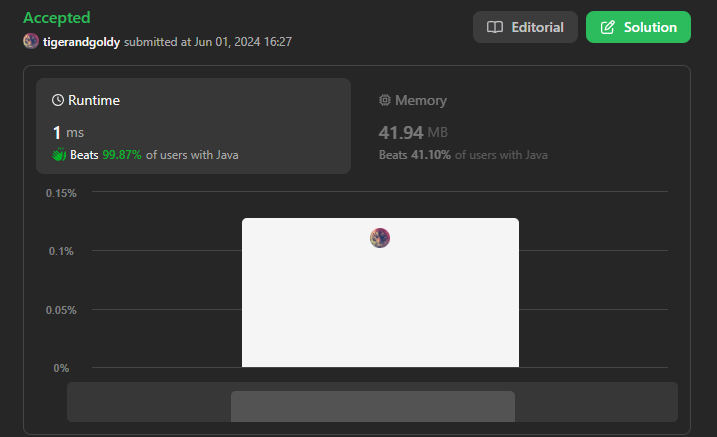 Accepted
tigerandgoldy submitted at Jun 01, 2024 16:27
Editorial
Solution
Runtime
1 ms
Beats 99.87% of users with Java
Memory
41.94 MB
Beats 41.10% of users with Java
0.15%
0.1%
0.05%
0%